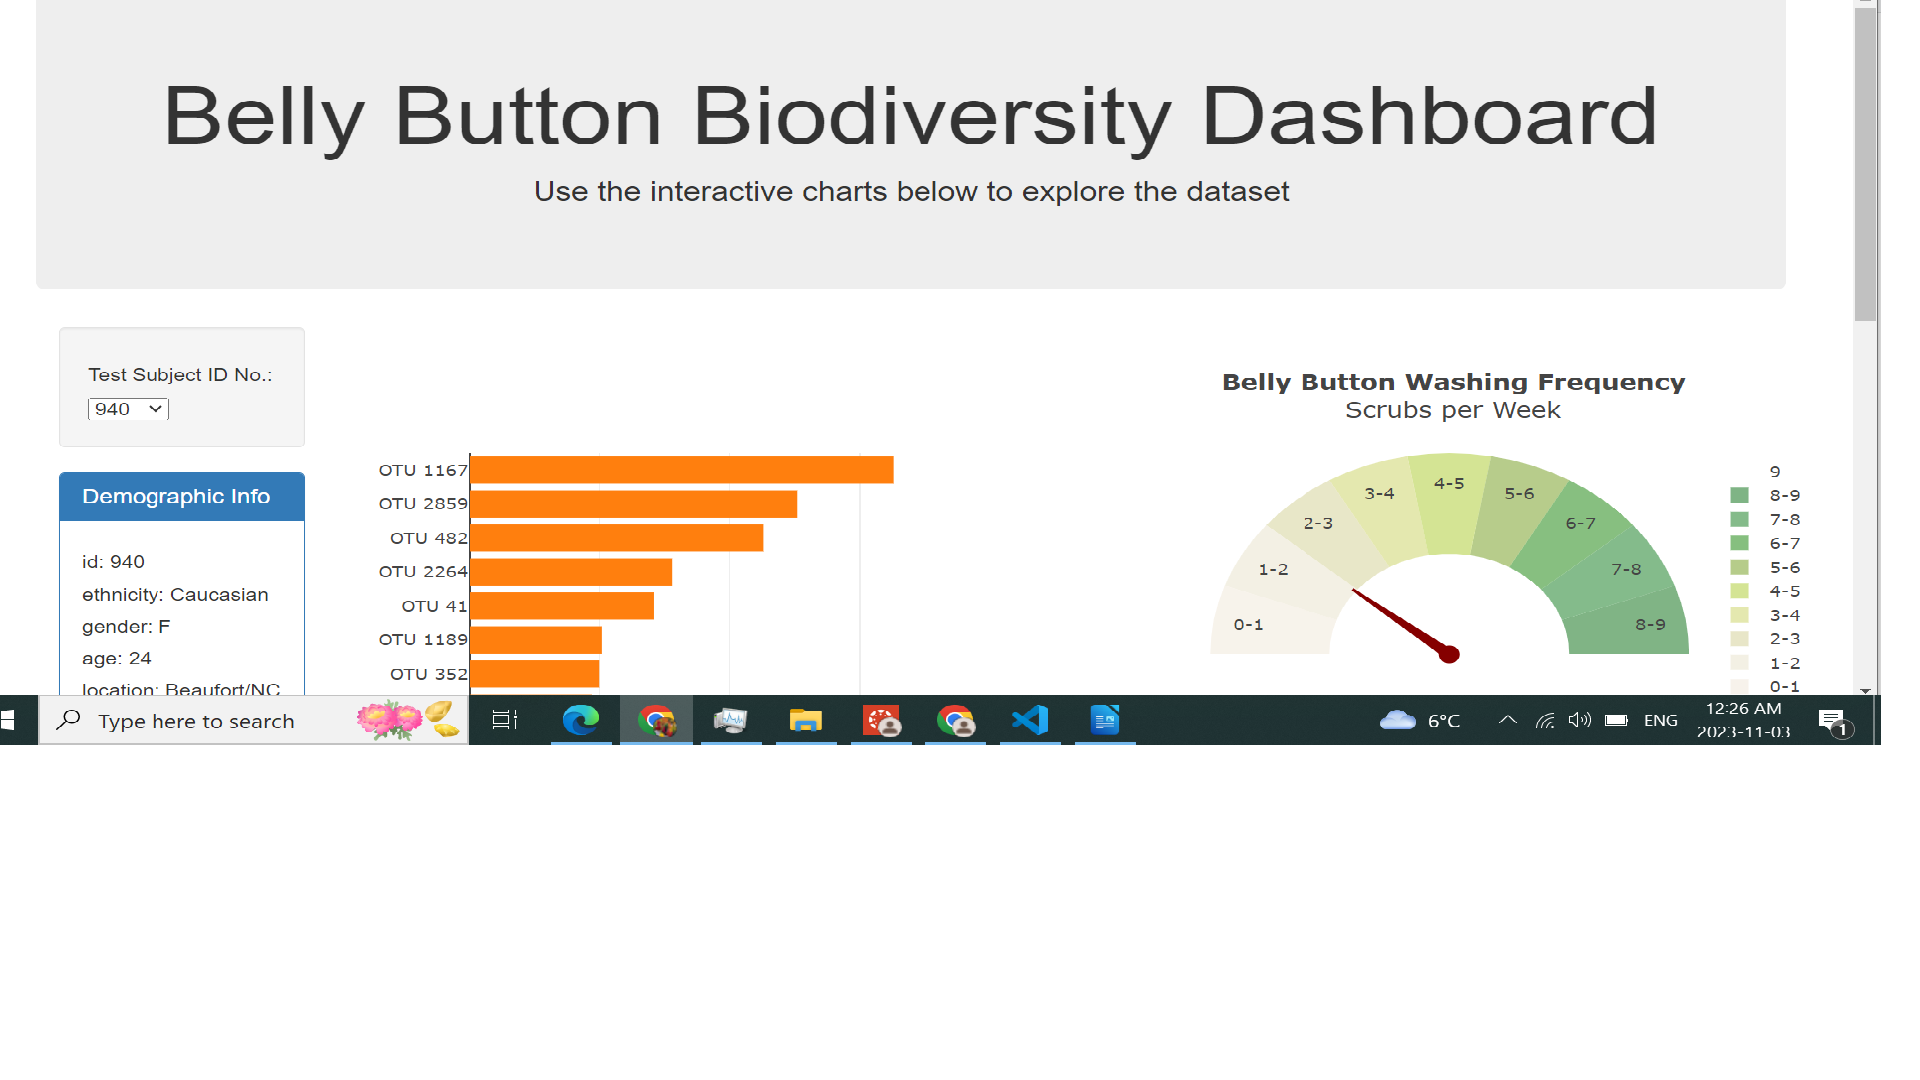 Belly Button Biodiversity Dashboard
Use the interactive charts below to explore the dataset
Test Subject ID No.:
940
Demographic Info
id: 940
ethnicity: Caucasian
gender: F
age: 24
location: Beaufort/NC
OTU 1167
OTU 2859
OTU 482
OTU 2264
OTU 41
OTU 1189
OTU 352
Belly Button Washing Frequency
Scrubs per Week
0-1
1-2
2-3
3-4
4-5
5-6
6-7
7-8
8-9
9
8-9
7-8
6-7
5-6
4-5
3-4
2-3
1-2
0-1
Type here to search
6°C
ENG
12:26 AM
2023-11-03
1